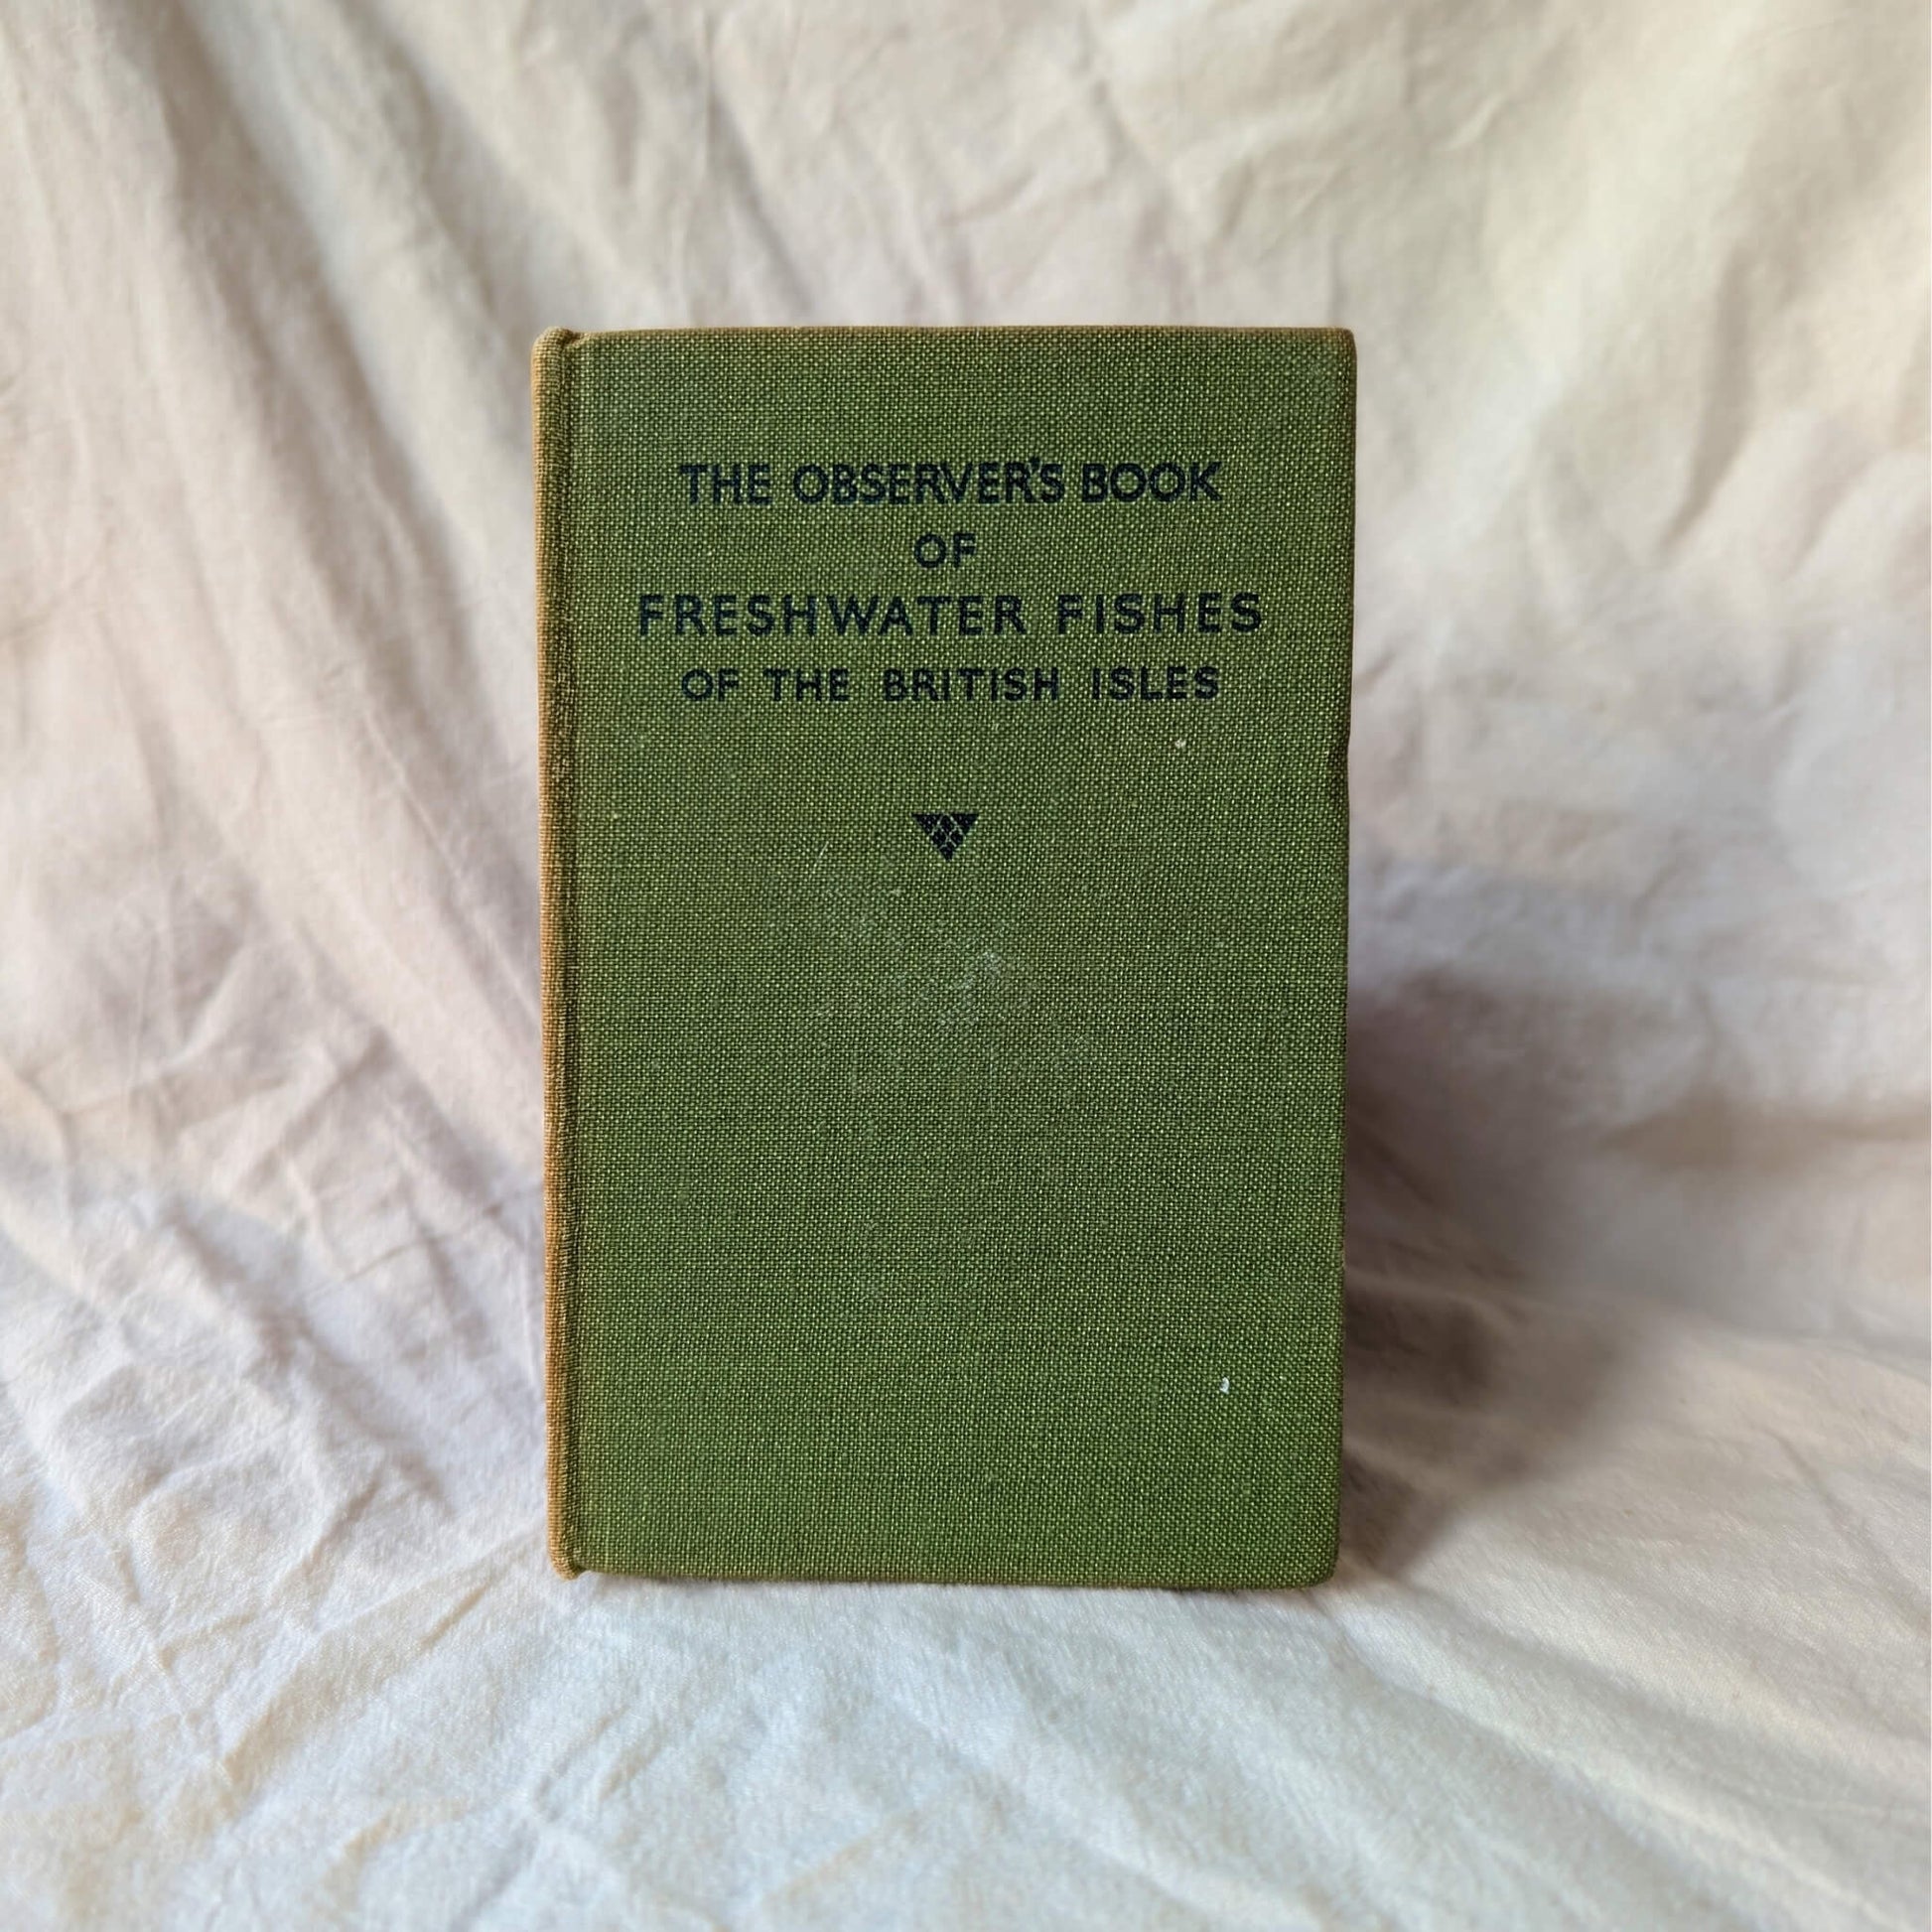 THE OBSERVER'S BOOK
OF
FRESHWATER FISHES
OF THE BRITISH ISLES